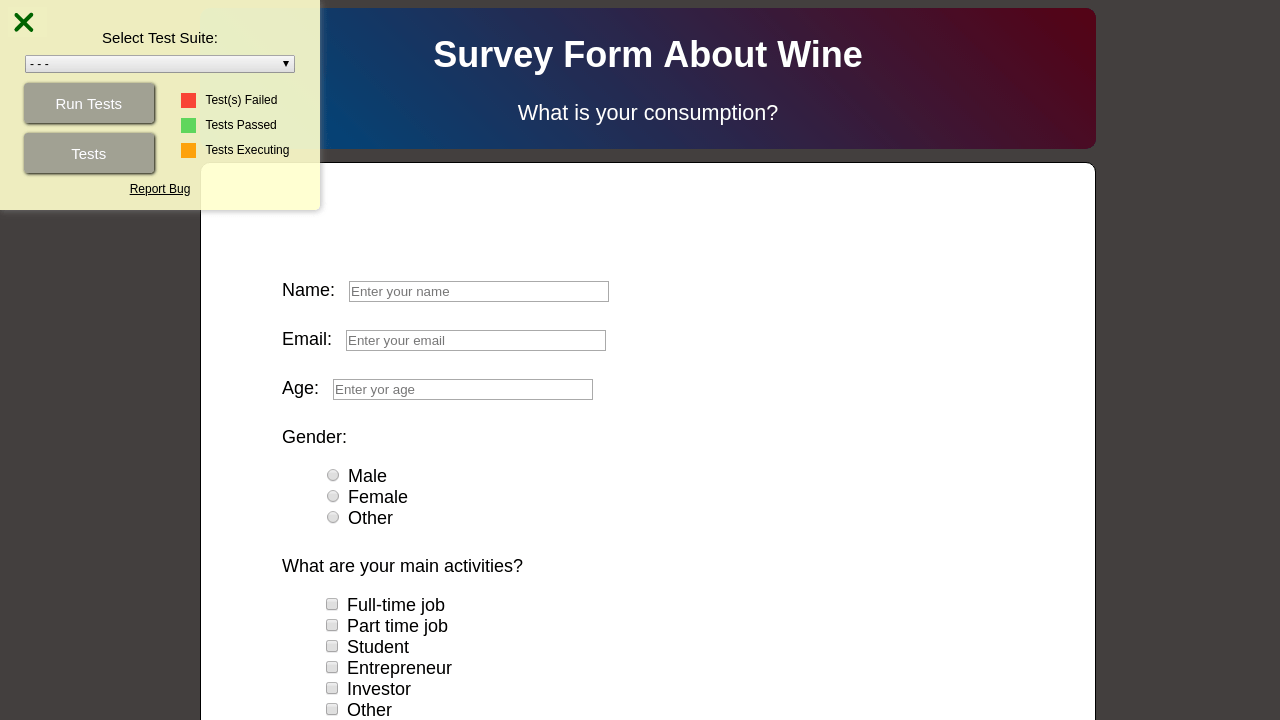 Select Test Suite:
- - -
Run Tests
Tests
Test(s) Failed
Tests Passed
Tests Executing
Report Bug
Survey Form About Wine
What is your consumption?
Name: Enter your name
Email: Enter your email
Age: Enter yor age
Gender:
Male
Female
Other
What are your main activities?
Full-time job
Part time job
Student
Entrepreneur
Investor
Other